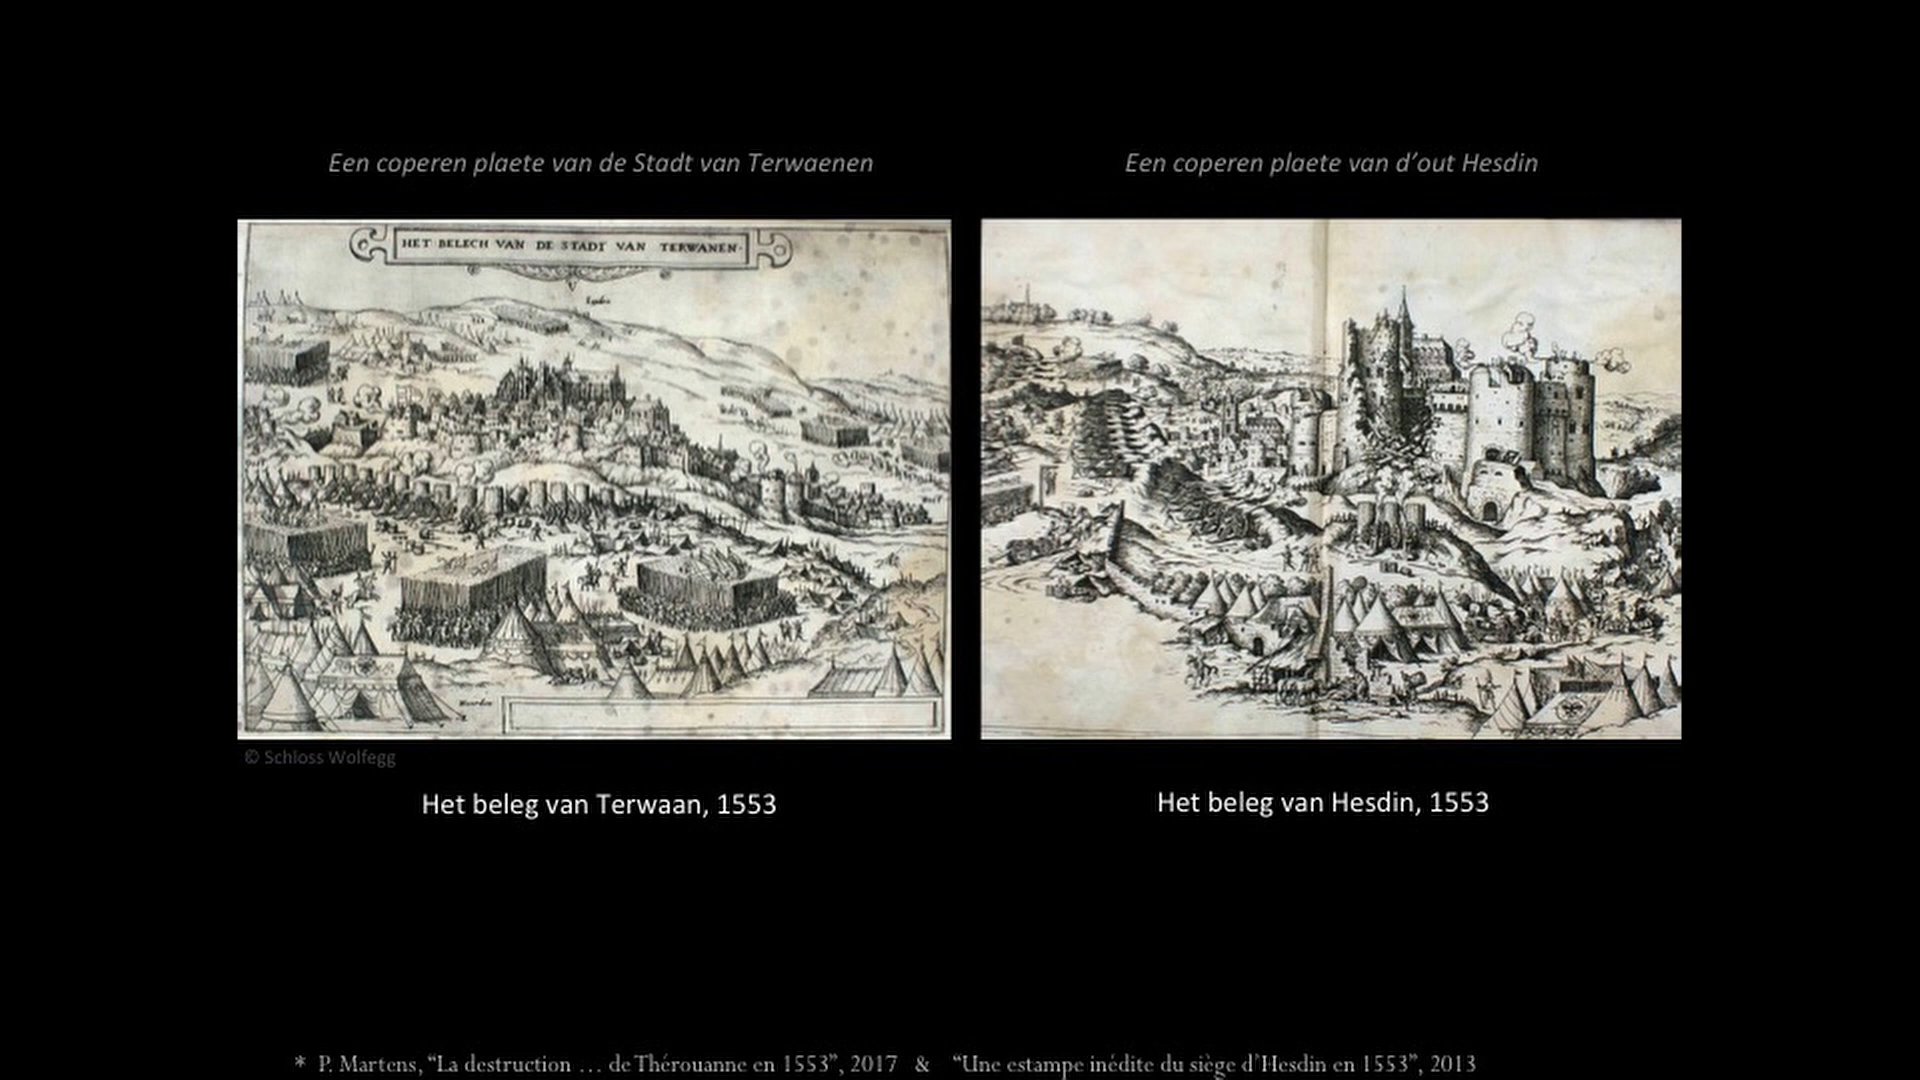 Een coperen plaete van de Stadt van Terwaenen
Een coperen plaete van d’out Hesdin
HET BELECH VAN DE STADT VAN TERWANEN·
© Schloss Wolfegg
Het beleg van Terwaan, 1553
Het beleg van Hesdin, 1553
* P. Martens, “La destruction … de Thérouanne en 1553”, 2017 & “Une estampe inédite du siège d’Hesdin en 1553”, 2013